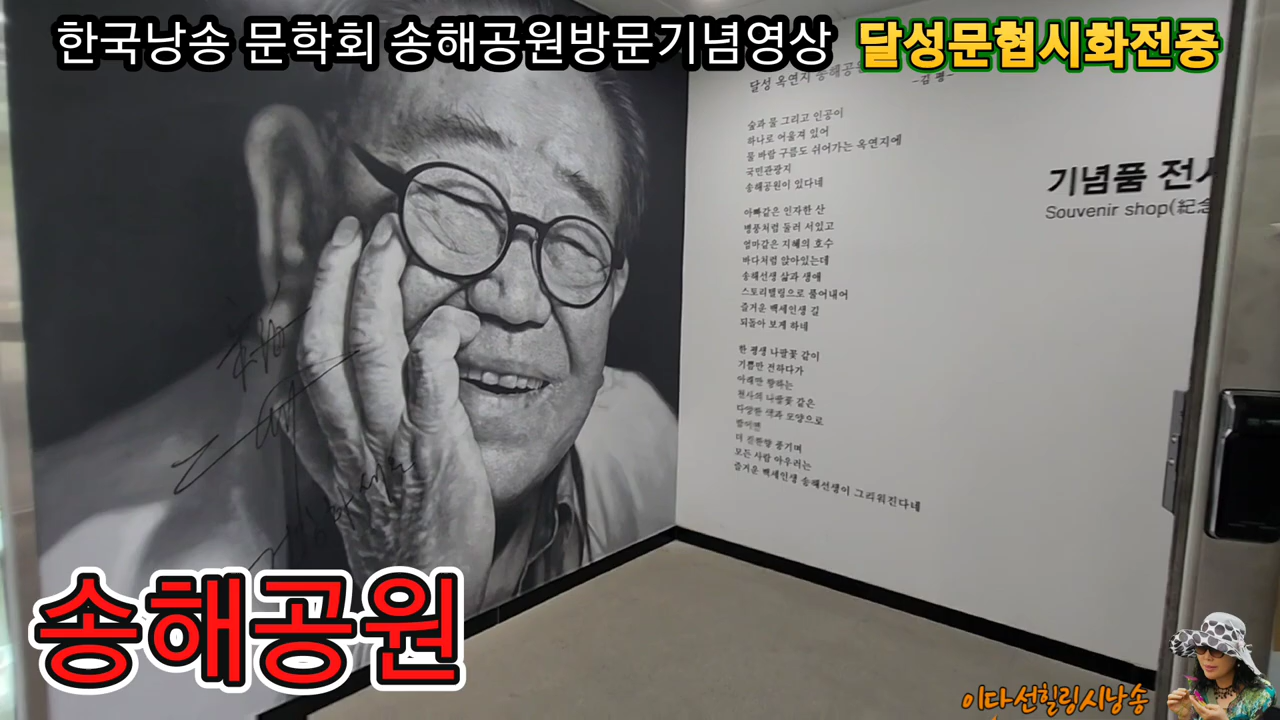 한국낭송 문학회 송해공원방문기념영상 달성문협시화전중
달성 옥연지 송해공원
-김 평-
숲과 물 그리고 인공이
하나로 어울져 있어
물 바람 구름도 쉬어가는 옥연지에
국민관광지
송해공원이 있다네
아빠같은 인자한 산
병풍처럼 둘러 서있고
엄마같은 지혜의 호수
바다처럼 앉아있는데
송해선생 삶과 생애
스토리텔링으로 풀어내어
즐거운 백세인생 길
되돌아 보게 하네
한 평생 나팔꽃 같이
기쁨만 전하다가
아래만 향하는
천사의 나팔꽃 같은
다양한 색과 모양으로
밤이면
더 진한향 풍기며
모든 사람 아우르는
즐거운 백세인생 송해선생이 그리워진다네
기념품 전시
Souvenir shop(紀念
송해공원
이다선힐링시낭송